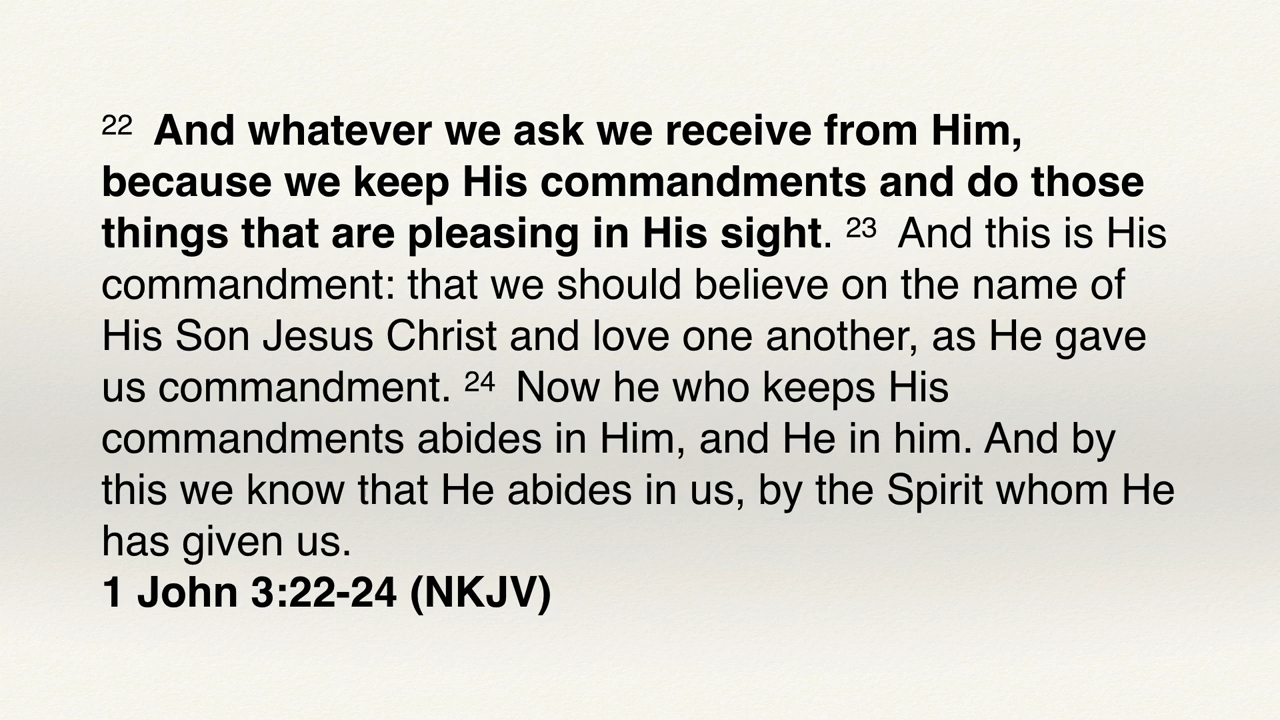 22 And whatever we ask we receive from Him,
because we keep His commandments and do those
things that are pleasing in His sight. 23 And this is His
commandment: that we should believe on the name of
His Son Jesus Christ and love one another, as He gave
us commandment. 24 Now he who keeps His
commandments abides in Him, and He in him. And by
this we know that He abides in us, by the Spirit whom He
has given us.
1 John 3:22-24 (NKJV)